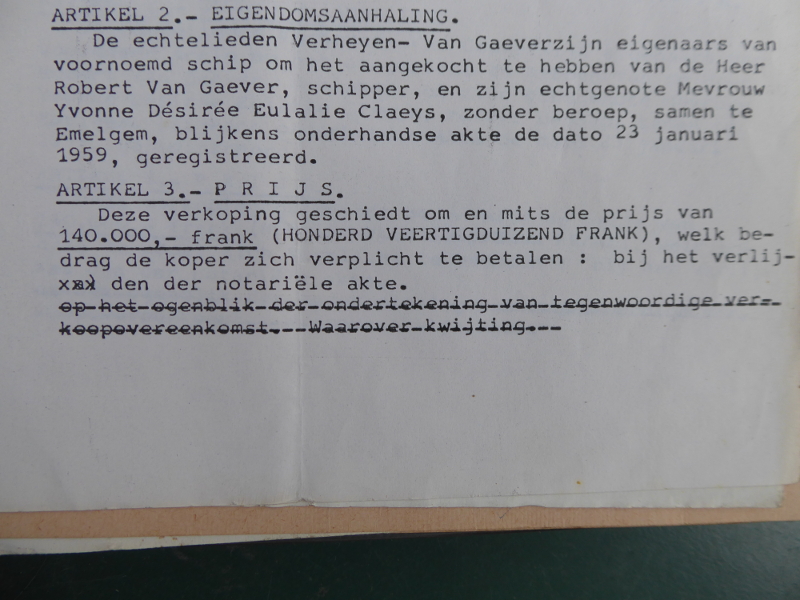 ARTIKEL 2.- EIGENDOMSAANHALING.
De echtelieden Verheyen- Van Gaeverzijn eigenaars van
voornoemd schip om het aangekocht te hebben van de Heer
Robert Van Gaever, schipper, en zijn echtgenote Mevrouw
Yvonne Désirée Eulalie Claeys, zonder beroep, samen te
Emelgem, blijkens onderhandse akte de dato 23 januari
1959, geregistreerd.
ARTIKEL 3.- P R I J S.
Deze verkoping geschiedt om en mits de prijs van
140.000,- frank (HONDERD VEERTIGDUIZEND FRANK), welk be-
drag de koper zich verplicht te betalen : bij het verlij-
den der notariële akte.
op het ogenblik der ondertekening van tegenwoordige ver-
koopovereenkomst.- Waarover kwijting.-